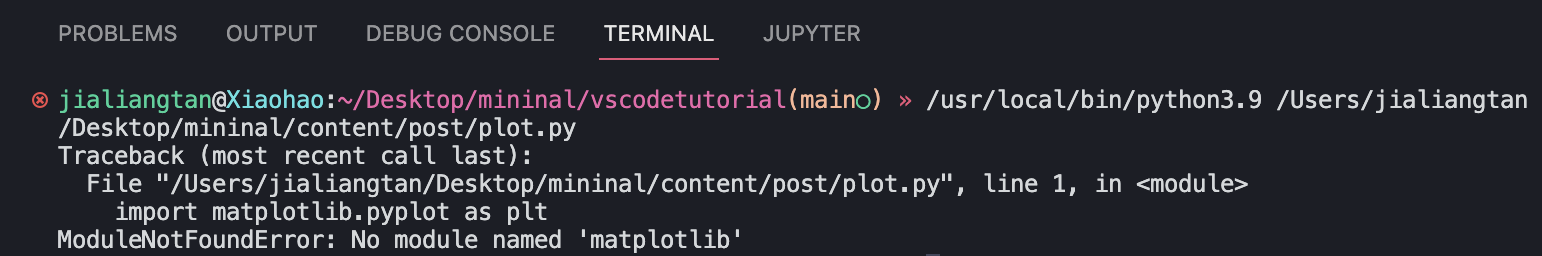 PROBLEMS OUTPUT DEBUG CONSOLE TERMINAL JUPYTER
jialiangtan@Xiaohao:~/Desktop/mininal/vscodetutorial(main○) » /usr/local/bin/python3.9 /Users/jialiangtan
/Desktop/mininal/content/post/plot.py
Traceback (most recent call last):
  File "/Users/jialiangtan/Desktop/mininal/content/post/plot.py", line 1, in <module>
    import matplotlib.pyplot as plt
ModuleNotFoundError: No module named 'matplotlib'